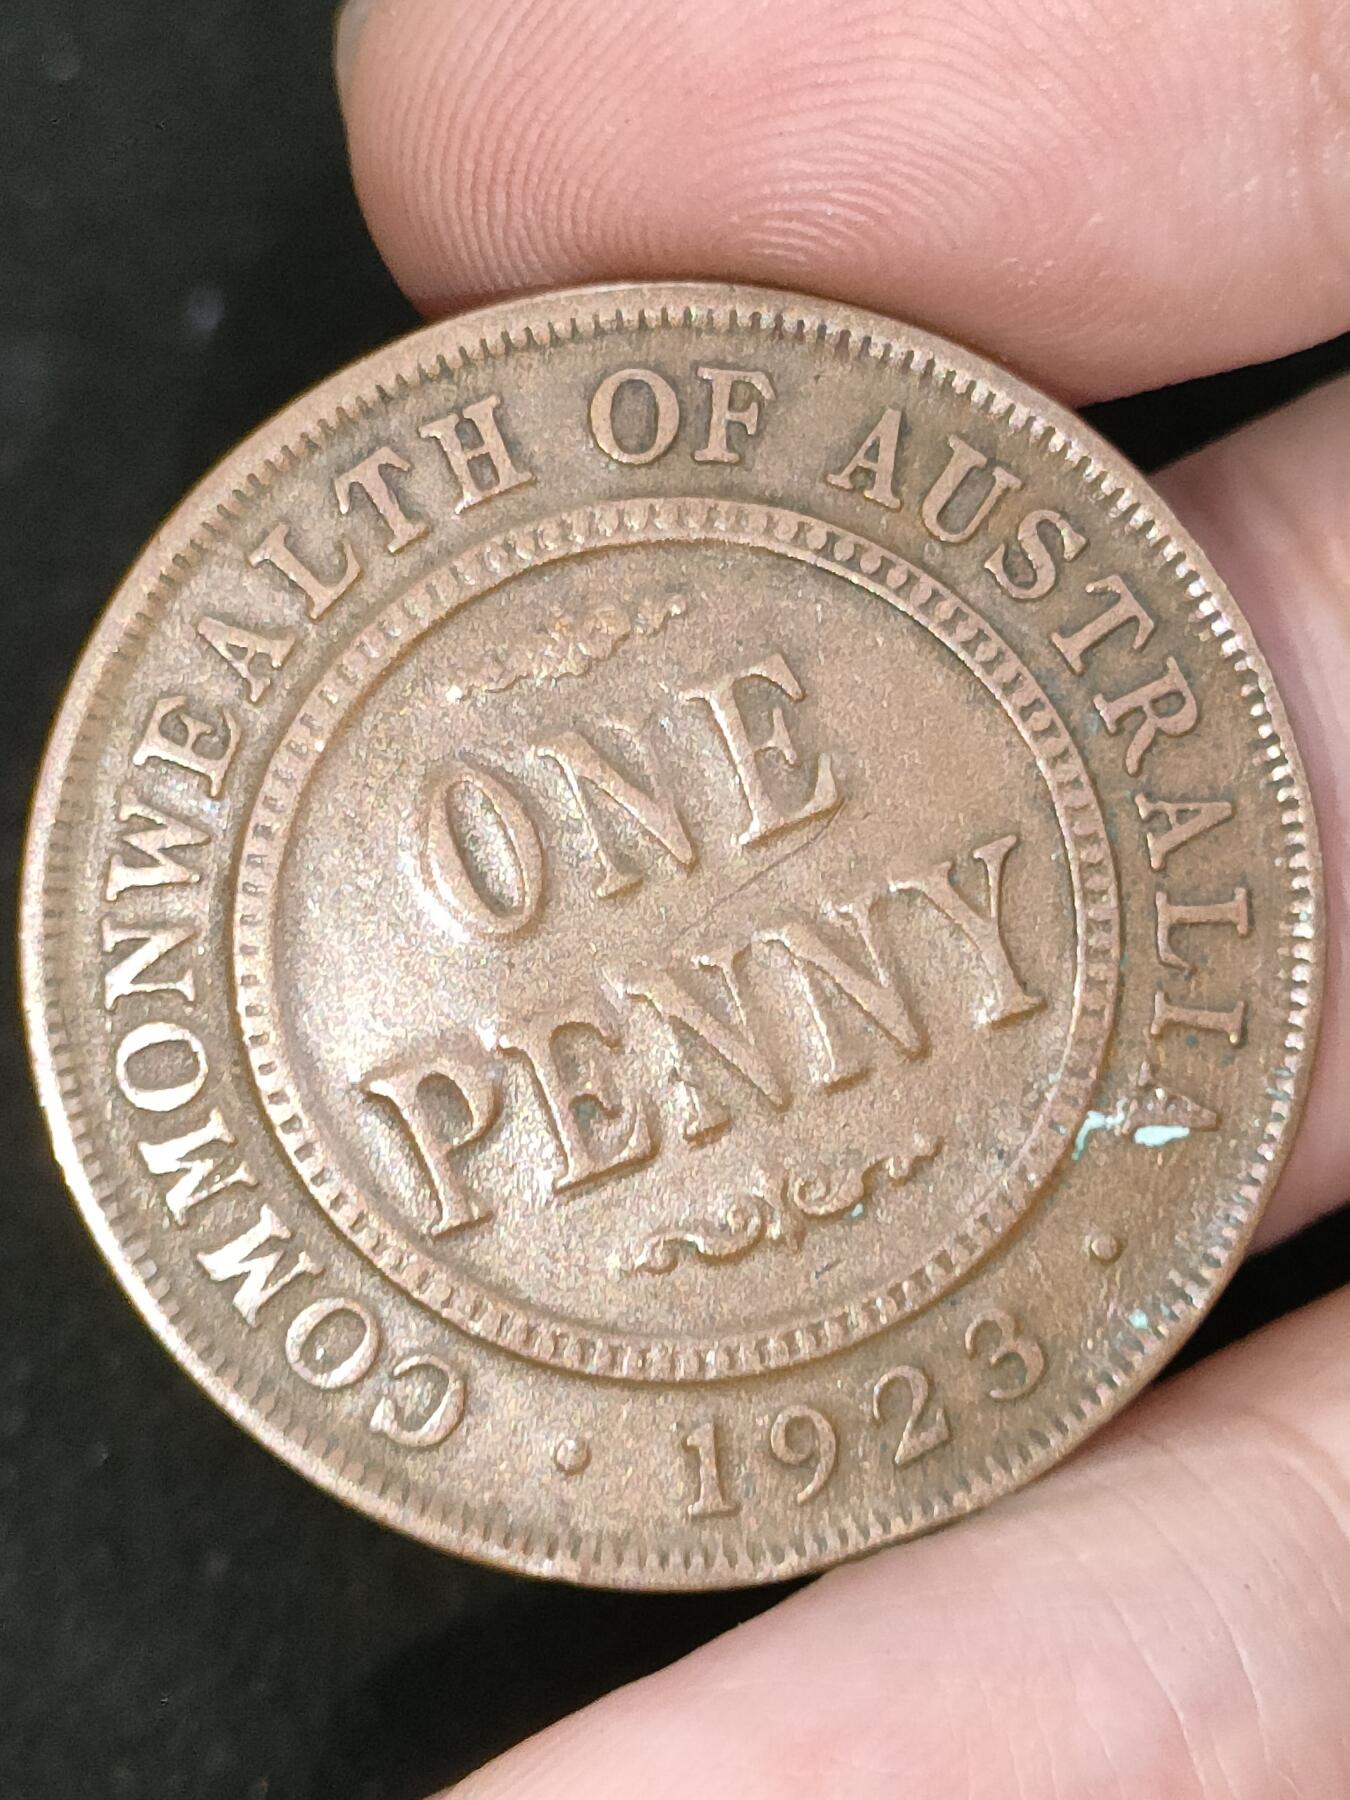 COMMONWEALTH OF AUSTRALIA
ONE
PENNY
· 1923 ·